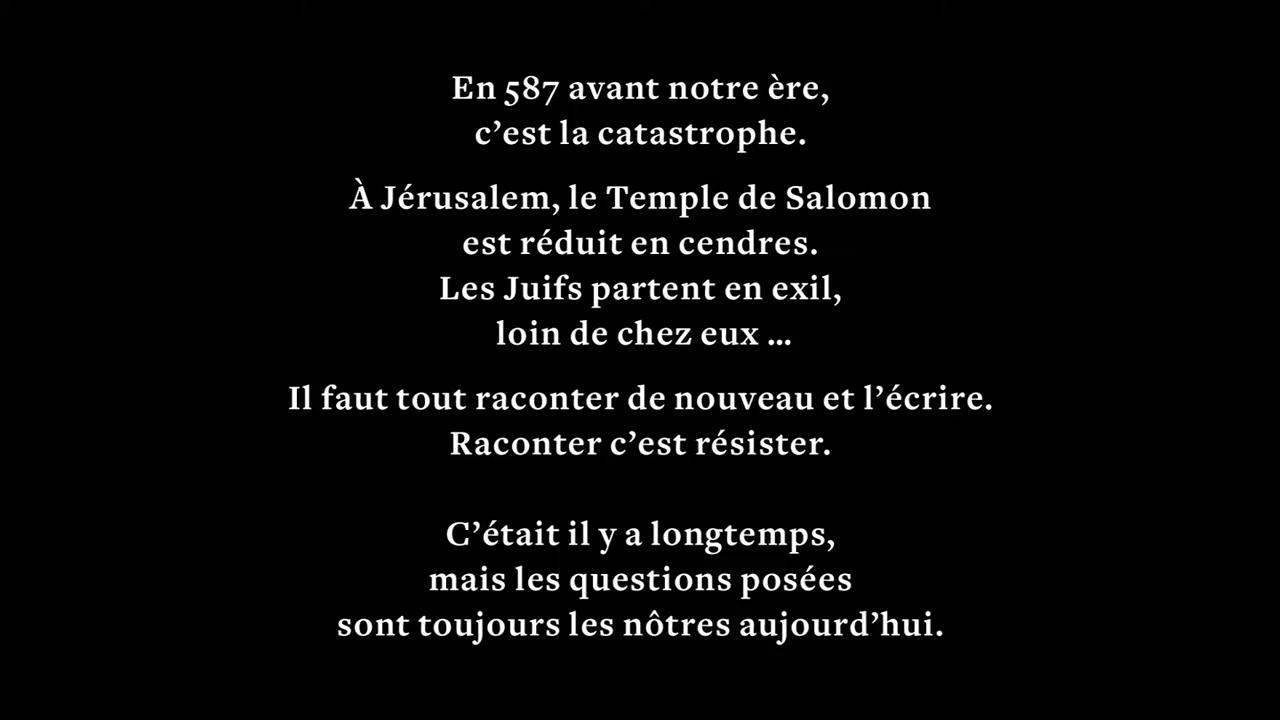 En 587 avant notre ère,
c’est la catastrophe.
À Jérusalem, le Temple de Salomon
est réduit en cendres.
Les Juifs partent en exil,
loin de chez eux …
Il faut tout raconter de nouveau et l’écrire.
Raconter c’est résister.
C’était il y a longtemps,
mais les questions posées
sont toujours les nôtres aujourd’hui.